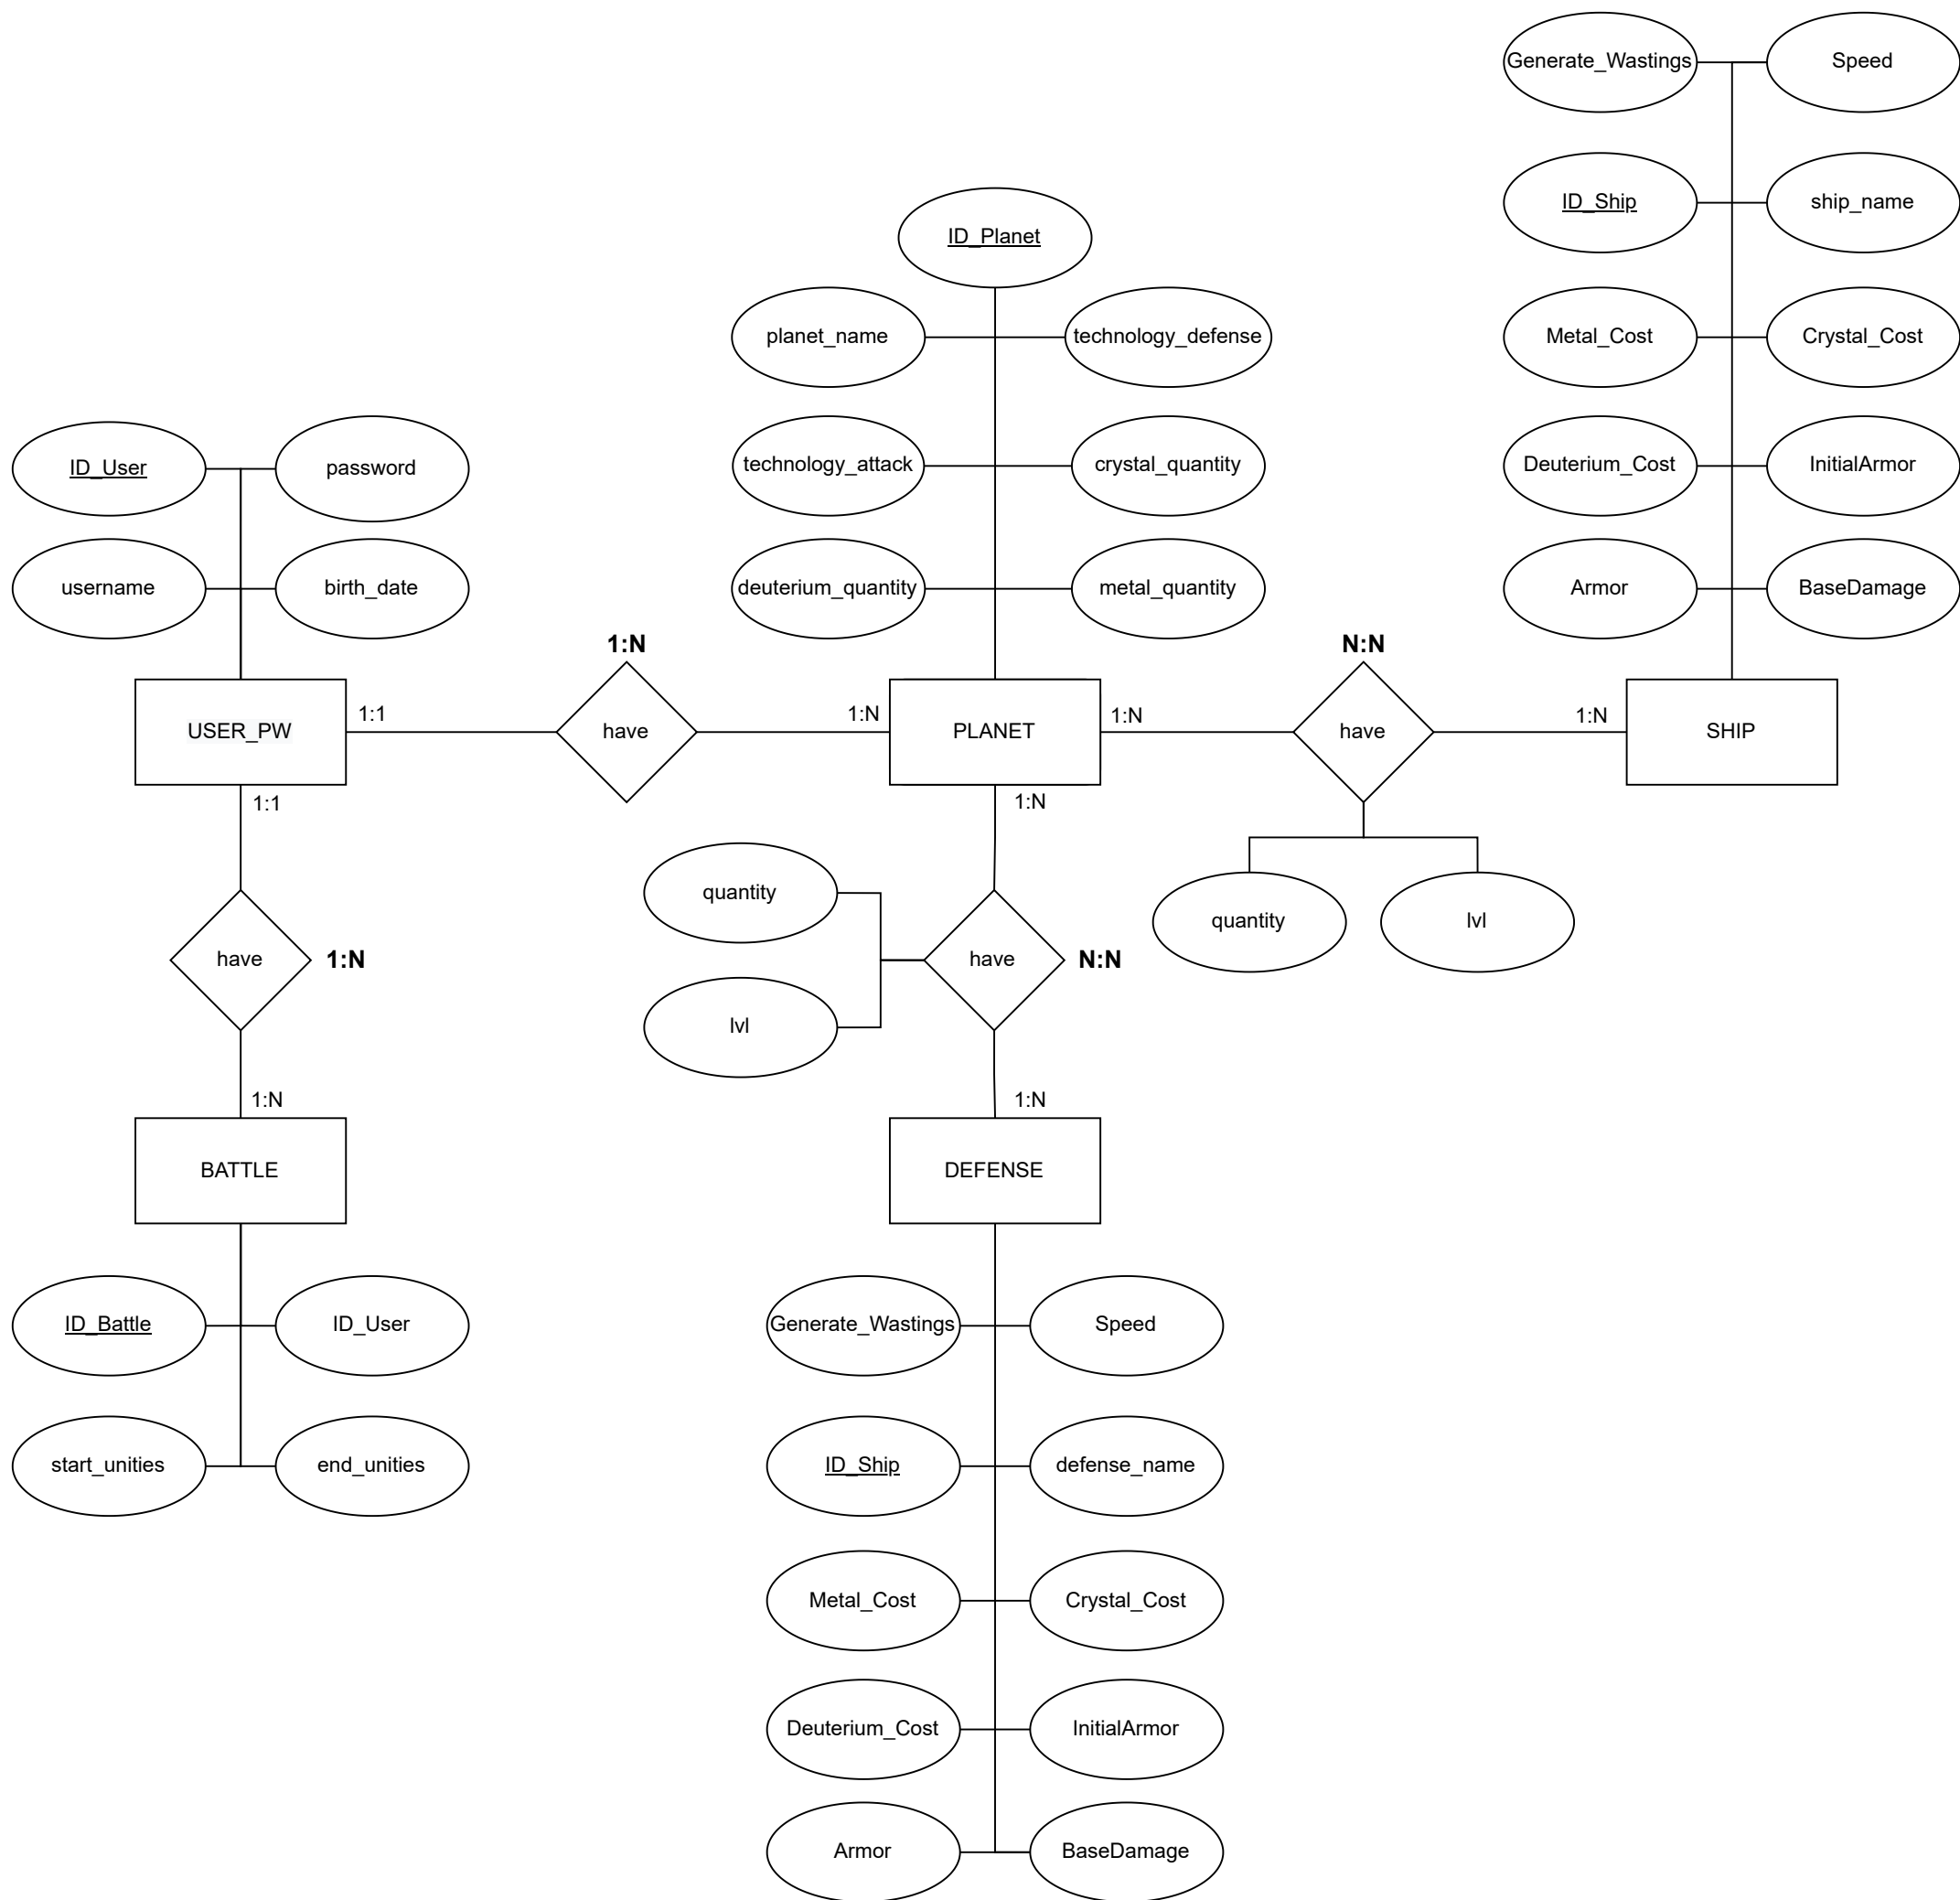 Generate_Wastings
Speed
ID_Ship
ship_name
ID_Planet
Metal_Cost
Crystal_Cost
planet_name
technology_defense
ID_User
password
technology_attack
crystal_quantity
Deuterium_Cost
InitialArmor
username
birth_date
deuterium_quantity
metal_quantity
Armor
BaseDamage
1:N
N:N
USER_PW
1:1
have
1:N
PLANET
1:N
have
1:N
SHIP
1:1
1:N
quantity
quantity
lvl
have
1:N
have
N:N
lvl
1:N
1:N
BATTLE
DEFENSE
ID_Battle
ID_User
Generate_Wastings
Speed
start_unities
end_unities
ID_Ship
defense_name
Metal_Cost
Crystal_Cost
Deuterium_Cost
InitialArmor
Armor
BaseDamage